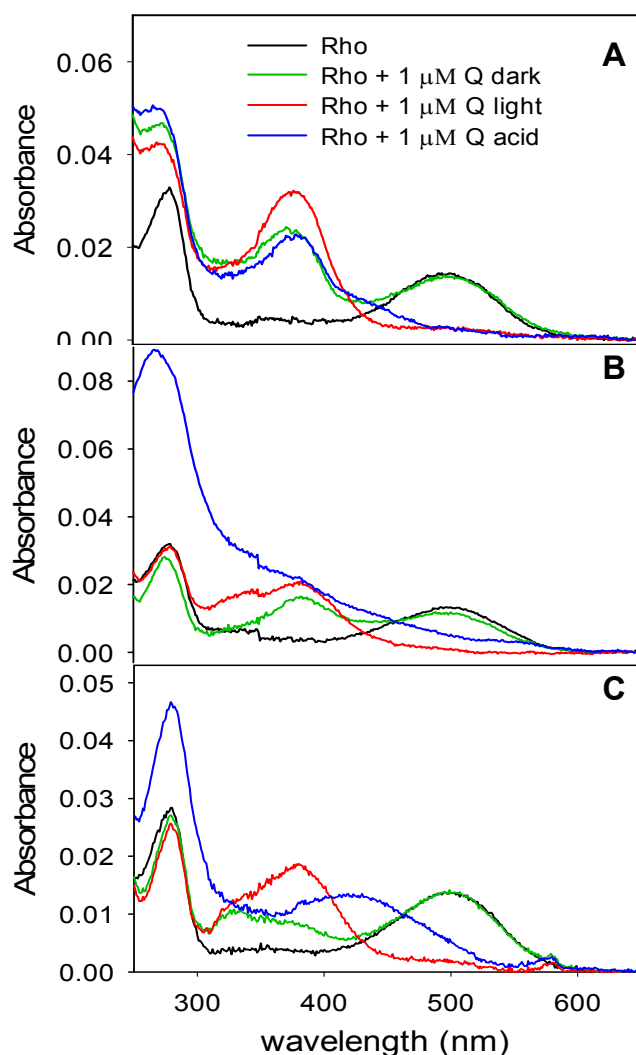 A
Rho
Rho + 1 μM Q dark
Rho + 1 μM Q light
Rho + 1 μM Q acid
Absorbance
0.06
0.04
0.02
0.00
B
Absorbance
0.08
0.06
0.04
0.02
0.00
C
Absorbance
0.05
0.04
0.03
0.02
0.01
0.00
300 400 500 600
wavelength (nm)